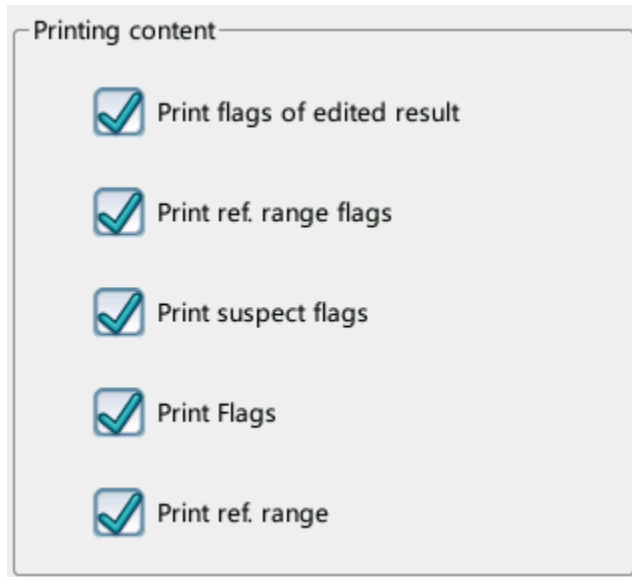 Printing content
Print flags of edited result
Print ref. range flags
Print suspect flags
Print Flags
Print ref. range